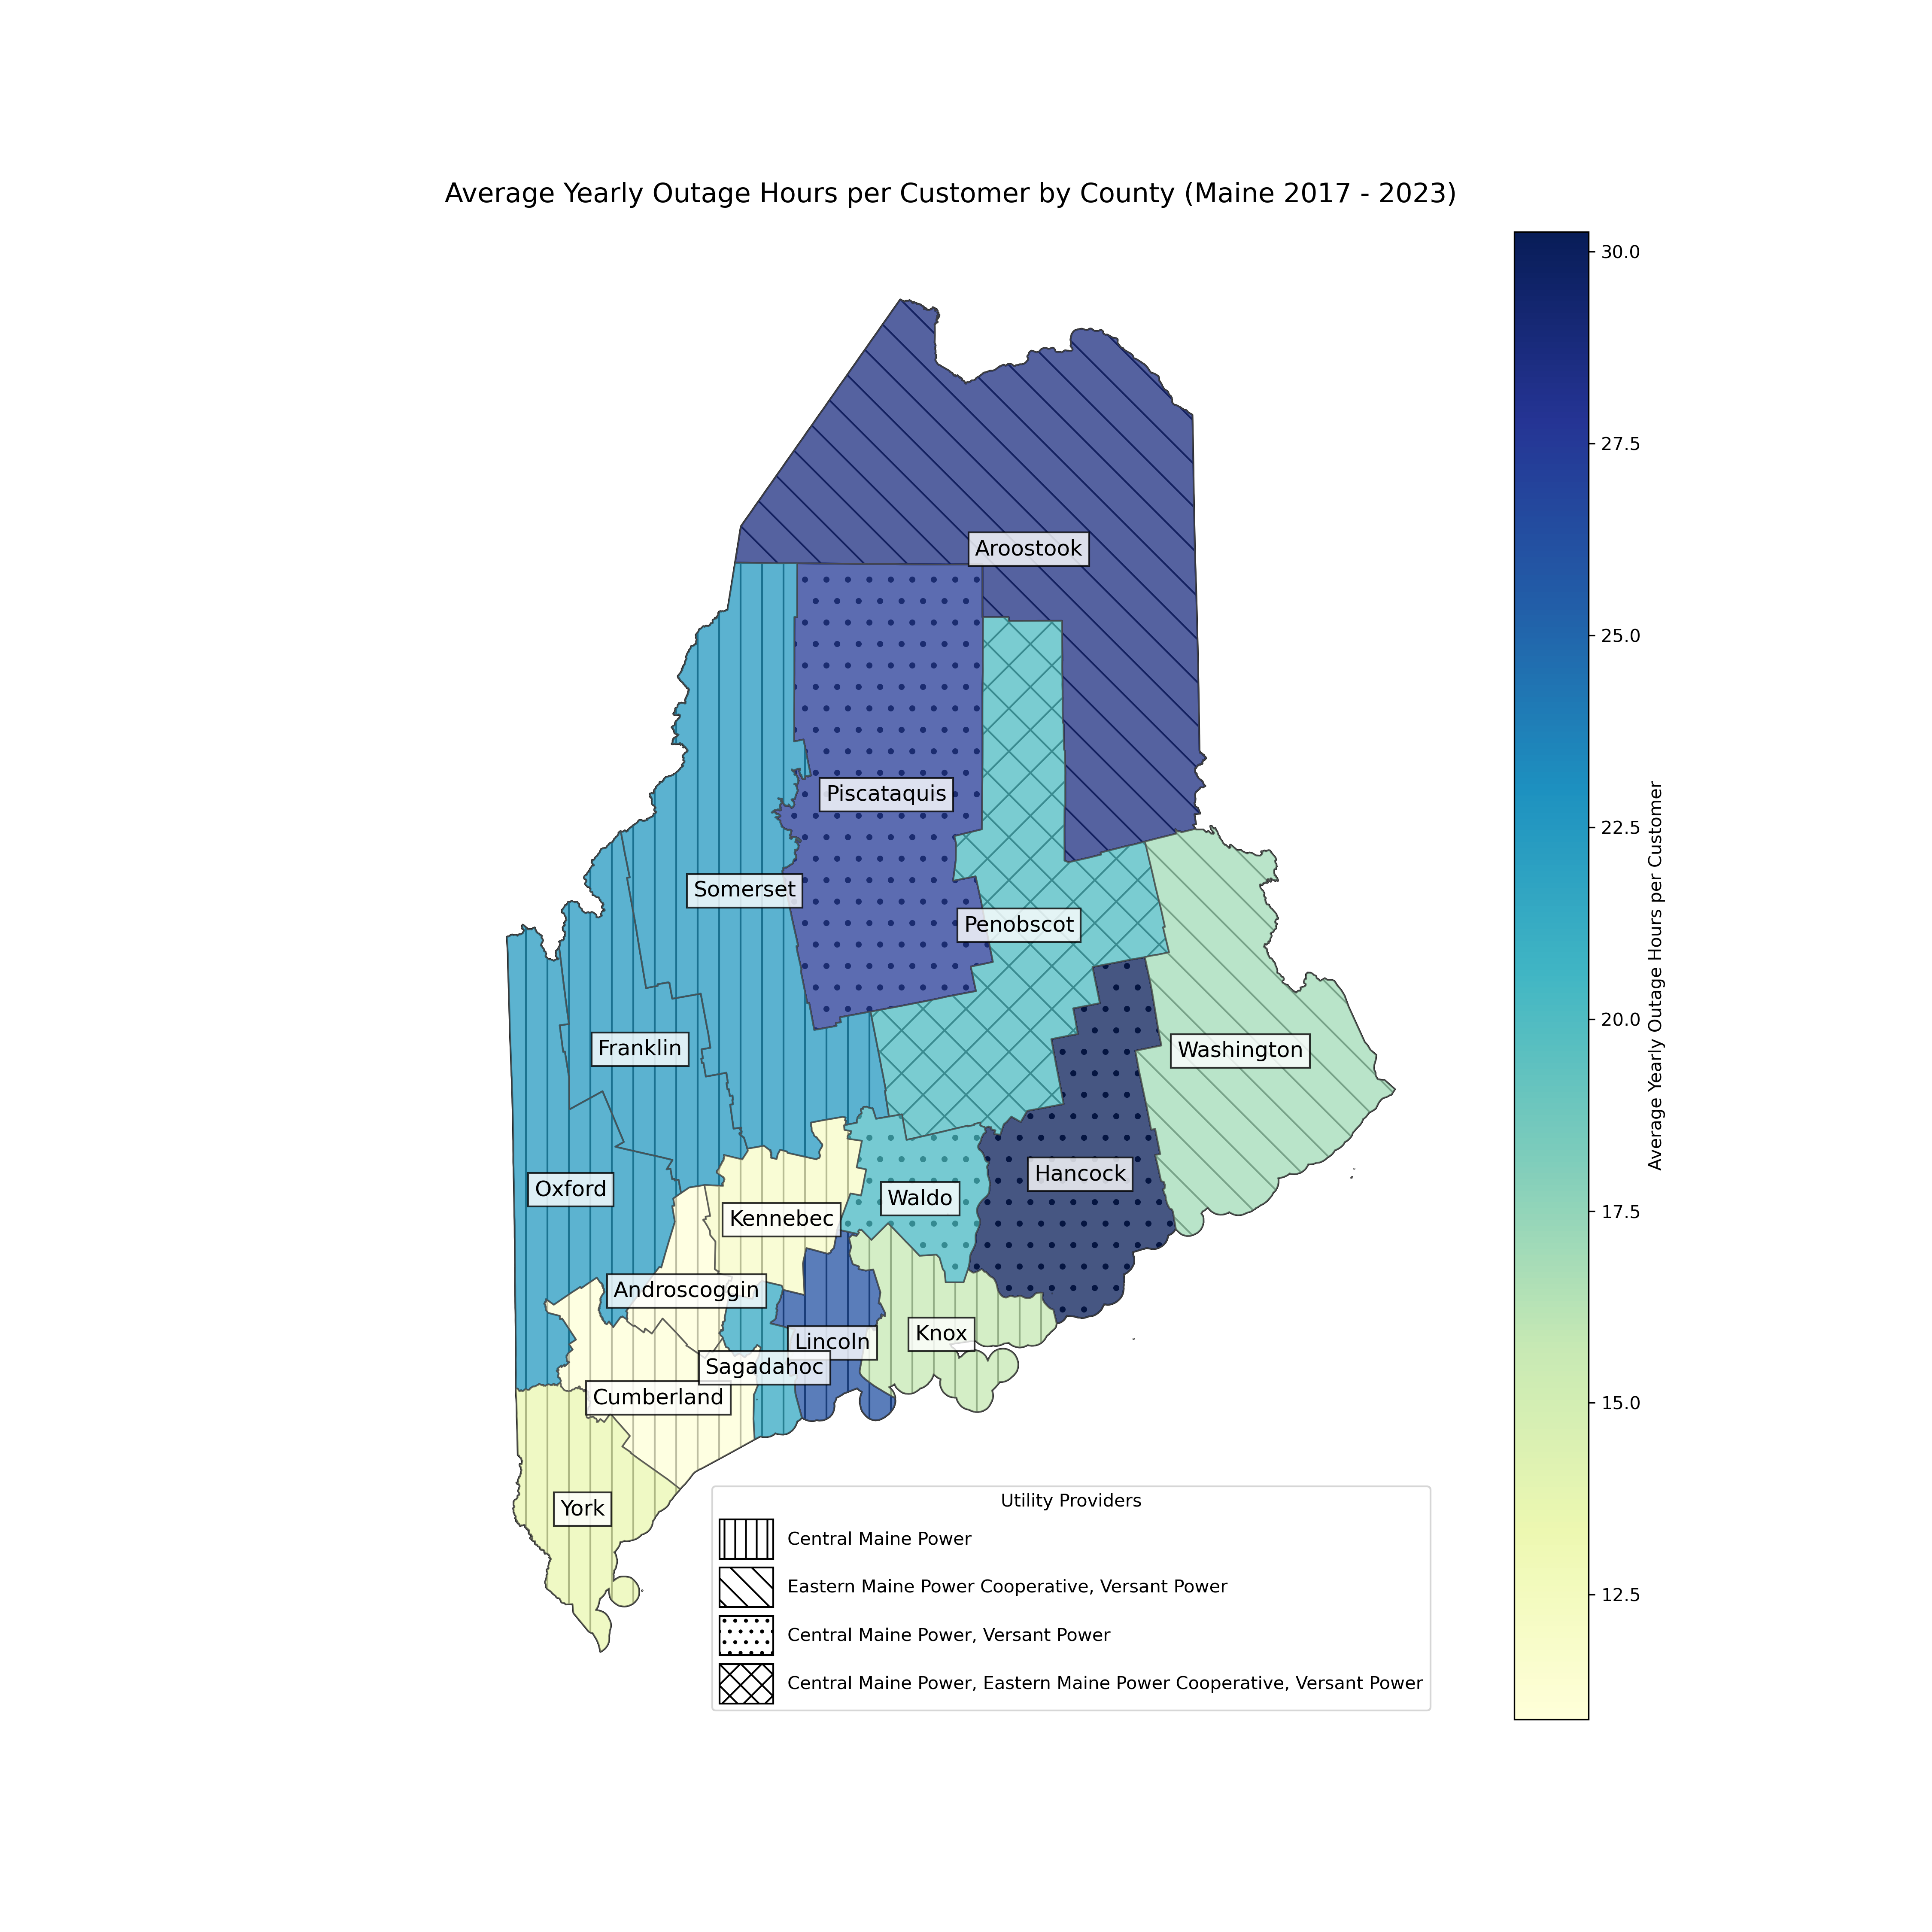 Average Yearly Outage Hours per Customer by County (Maine 2017 - 2023)
30.0
27.5
25.0
22.5
20.0
17.5
15.0
12.5
Average Yearly Outage Hours per Customer
Aroostook
Piscataquis
Somerset
Penobscot
Franklin
Washington
Hancock
Oxford
Waldo
Kennebec
Androscoggin
Knox
Lincoln
Sagadahoc
Cumberland
York
Utility Providers
Central Maine Power
Eastern Maine Power Cooperative, Versant Power
Central Maine Power, Versant Power
Central Maine Power, Eastern Maine Power Cooperative, Versant Power